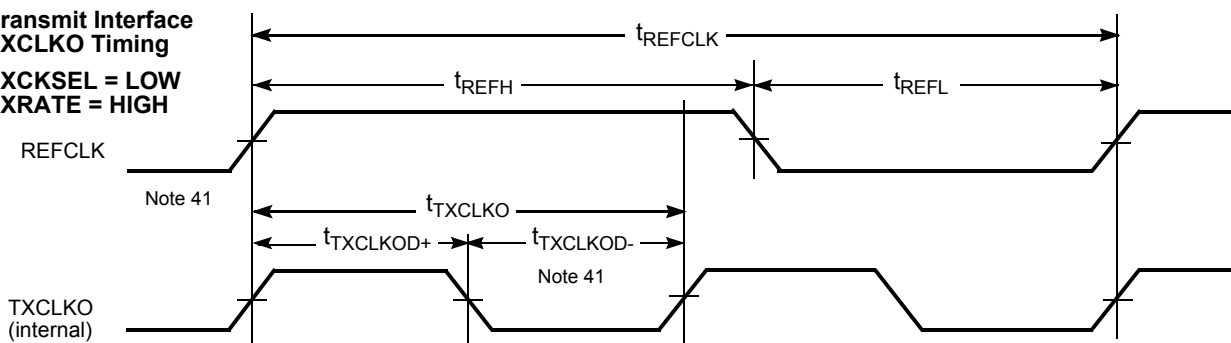 ransmit Interface
XCLKO Timing
XCKSEL = LOW
XRATE = HIGH
tREFCLK
tREFH
tREFL
REFCLK
Note 41
tTXCLKO
tTXCLKOD+
tTXCLKOD-
Note 41
TXCLKO
(internal)